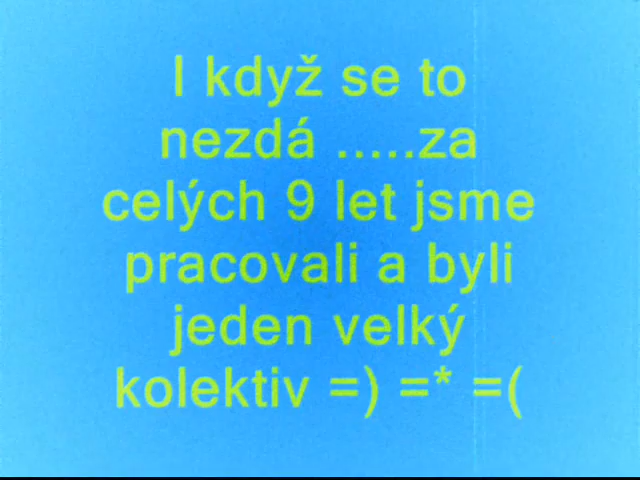 I když se to
nezdá .....za
celých 9 let jsme
pracovali a byli
jeden velký
kolektiv =) =* =(